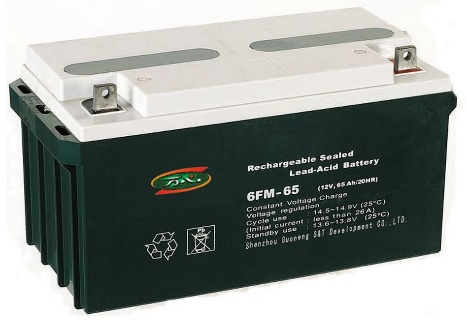 Rechargeable Sealed
Lead-Acid Battery
6FM-65 (12V, 65 Ah/20HR)
Constant Voltage Charge
Voltage regulation
Cycle use : 14.5~14.9V (25°C)
(Initial current : less than 26A)
Standby use : 13.6~13.8V (25°C)
Shenzhou Guoneng S&T Development CO.,LTD.
Pb